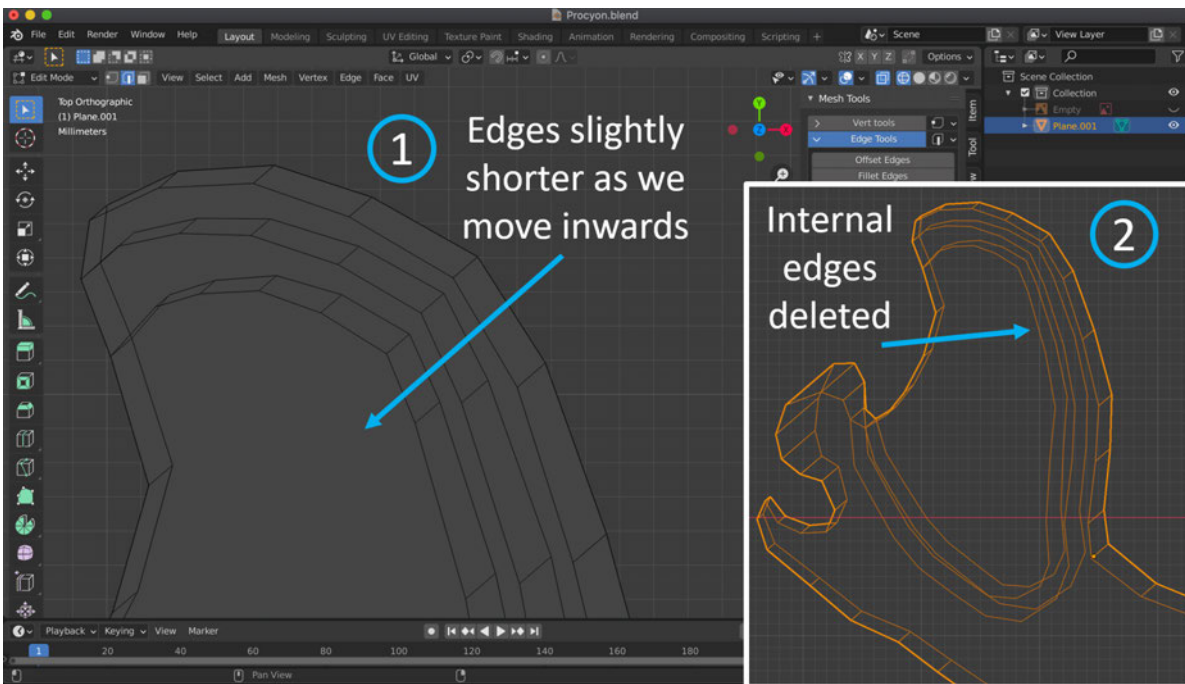 Procyon.blend
File Edit Render Window Help Layout Modeling Sculpting UV Editing Texture Paint Shading Animation Rendering Compositing Scripting + Scene View Layer
Global X Y Z Options
Edit Mode View Select Add Mesh Vertex Edge Face UV
Scene Collection
Collection
Empty
Plane.001
Top Orthographic
(1) Plane.001
Millimeters
Y
Z
X
Mesh Tools
Vert tools
Edge Tools
Offset Edges
Fillet Edges
Item
Tool
1
Edges slightly
shorter as we
move inwards
Internal
edges
deleted
2
Playback Keying View Marker
1 20 40 60 80 100 120 140 160 180
Pan View